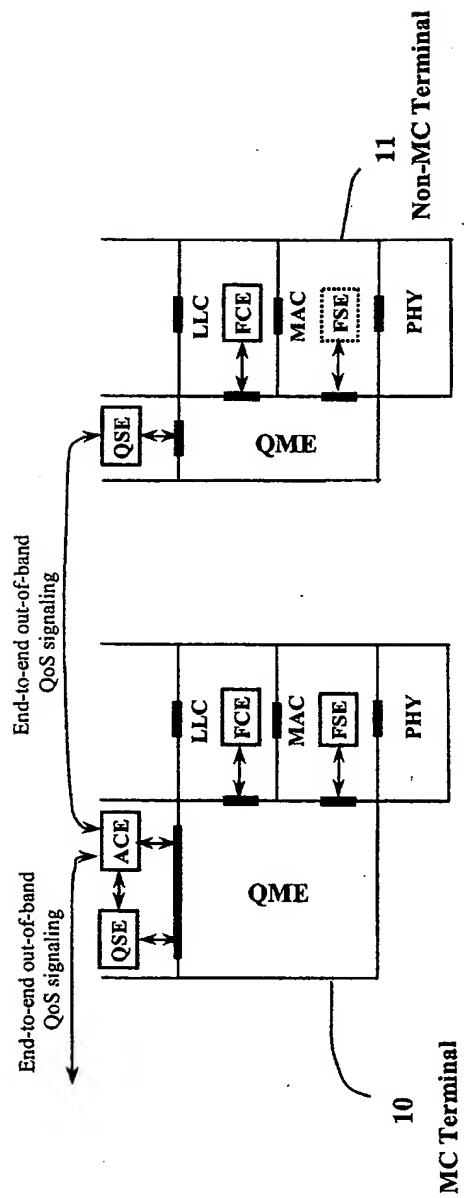 End-to-end out-of-band
QoS signaling
End-to-end out-of-band
QoS signaling
QSE
ACE
LLC
FCE
QME
MAC
FSE
PHY
10
MC Terminal
QSE
LLC
FCE
QME
MAC
FSE
PHY
11
Non-MC Terminal